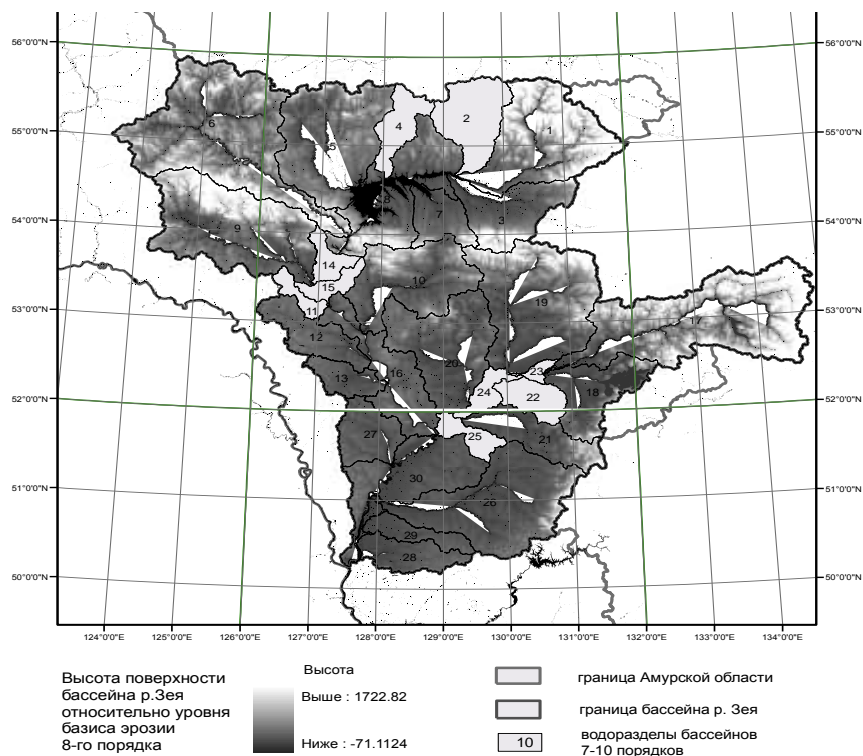 56°0'0"N
56°0'0"N
55°0'0"N
55°0'0"N
54°0'0"N
54°0'0"N
53°0'0"N
53°0'0"N
52°0'0"N
52°0'0"N
51°0'0"N
51°0'0"N
50°0'0"N
50°0'0"N
2
4
1
6
5
8
7
3
9
14
15
10
11
19
17
12
13
16
20
23
24
22
18
27
25
21
30
26
29
28
124°0'0"E 125°0'0"E 126°0'0"E 127°0'0"E 128°0'0"E 129°0'0"E 130°0'0"E 131°0'0"E 132°0'0"E 133°0'0"E 134°0'0"E
Высота поверхности
бассейна р.Зея
относительно уровня
базиса эрозии
8-го порядка
Высота
Выше : 1722.82
Ниже : -71.1124
граница Амурской области
граница бассейна р. Зея
10
водоразделы бассейнов
7-10 порядков